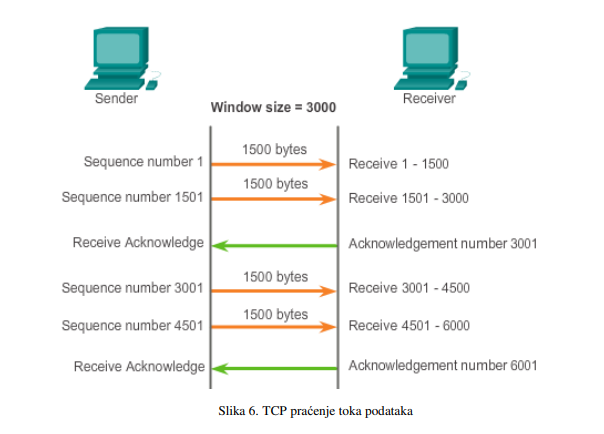 Sender
Receiver
Window size = 3000
1500 bytes
Sequence number 1
Receive 1 - 1500
1500 bytes
Sequence number 1501
Receive 1501 - 3000
Receive Acknowledge
Acknowledgement number 3001
1500 bytes
Sequence number 3001
Receive 3001 - 4500
1500 bytes
Sequence number 4501
Receive 4501 - 6000
Receive Acknowledge
Acknowledgement number 6001
Slika 6. TCP praćenje toka podataka